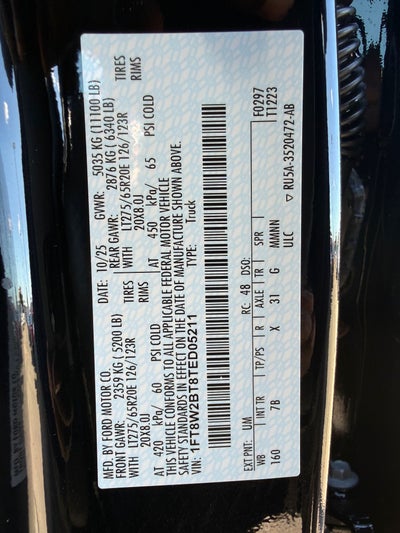 MFD. BY FORD MOTOR CO. 10/25 GVWR: 5035 KG (11100 LB)
FRONT GAWR: 2359 KG ( 5200 LB) REAR GAWR: 2876 KG ( 6340 LB)
WITH LT275/65R20E 126/123R TIRES WITH LT275/65R20E 126/123R TIRES
20X8.0J RIMS 20X8.0J RIMS
AT 420 kPa/ 60 PSI COLD AT 450 kPa/ 65 PSI COLD
THIS VEHICLE CONFORMS TO ALL APPLICABLE FEDERAL MOTOR VEHICLE
SAFETY STANDARDS IN EFFECT ON THE DATE OF MANUFACTURE SHOWN ABOVE.
VIN: 1FT8W2BT8TED05211 TYPE: Truck
F0297
T1223
EXT PNT: UM RC: 48 DSO:
WB INT TR TP/PS R AXLE TR SPR
160 7B X 31 G MMNNN
ULC
▽ RU5A-3520472-AB